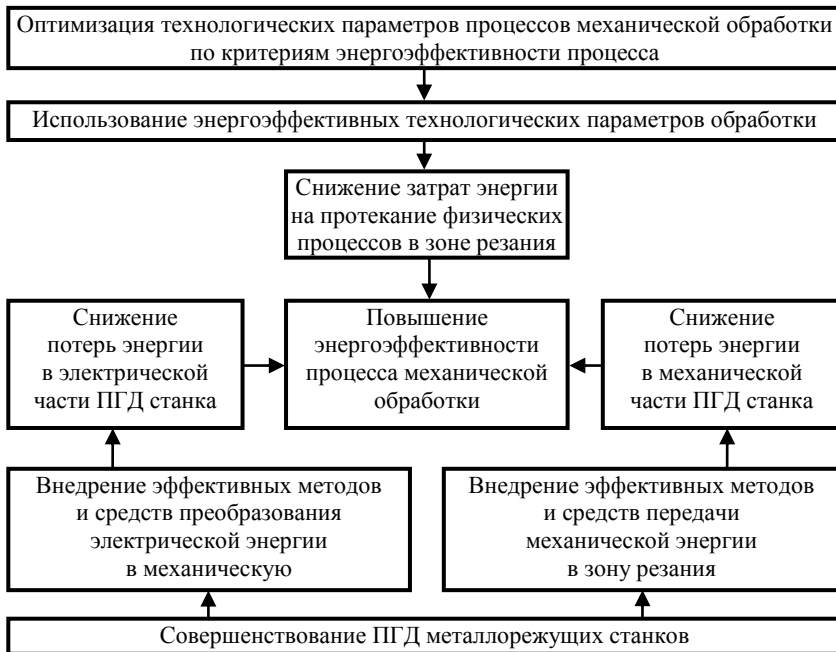 Оптимизация технологических параметров процессов механической обработки
по критериям энергоэффективности процесса
Использование энергоэффективных технологических параметров обработки
Снижение затрат энергии
на протекание физических
процессов в зоне резания
Снижение
потерь энергии
в электрической
части ПГД станка
Повышение
энергоэффективности
процесса механической
обработки
Снижение
потерь энергии
в механической
части ПГД станка
Внедрение эффективных методов
и средств преобразования
электрической энергии
в механическую
Внедрение эффективных методов
и средств передачи
механической энергии
в зону резания
Совершенствование ПГД металлорежущих станков